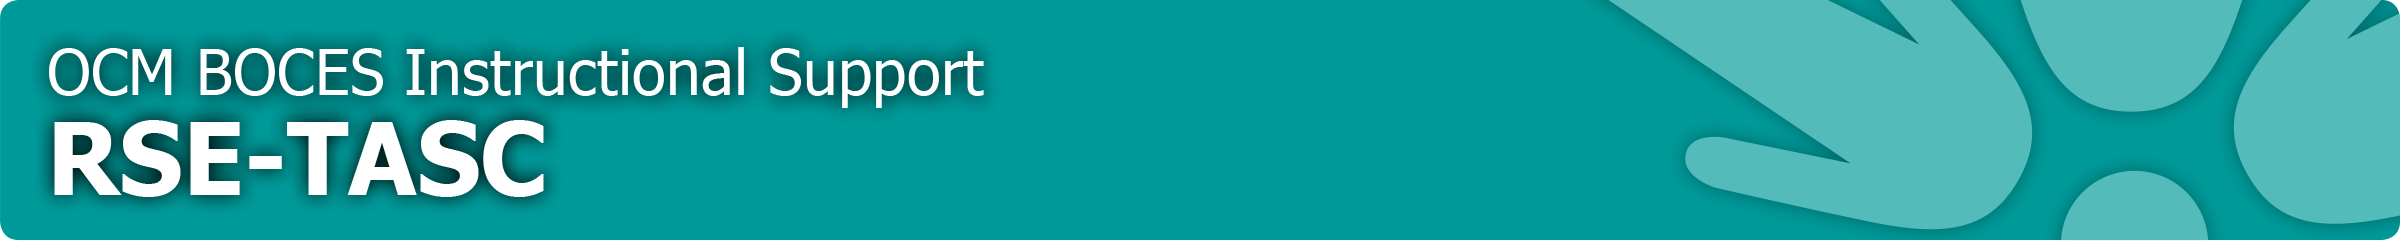 OCM BOCES Instructional Support
RSE-TASC